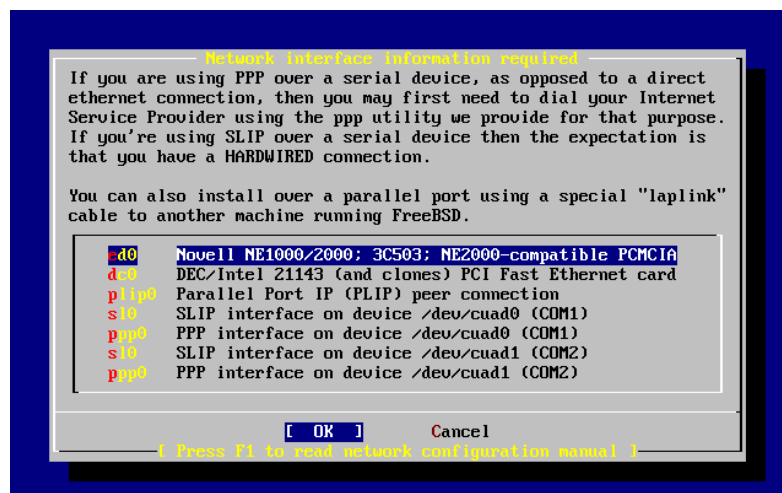 Network interface information required
If you are using PPP over a serial device, as opposed to a direct
ethernet connection, then you may first need to dial your Internet
Service Provider using the ppp utility we provide for that purpose.
If you're using SLIP over a serial device then the expectation is
that you have a HARDWIRED connection.
You can also install over a parallel port using a special "laplink"
cable to another machine running FreeBSD.
ed0 Novell NE1000/2000; 3C503; NE2000-compatible PCMCIA
dc0 DEC/Intel 21143 (and clones) PCI Fast Ethernet card
plip0 Parallel Port IP (PLIP) peer connection
sl0 SLIP interface on device /dev/cuad0 (COM1)
ppp0 PPP interface on device /dev/cuad0 (COM1)
sl0 SLIP interface on device /dev/cuad1 (COM2)
ppp0 PPP interface on device /dev/cuad1 (COM2)
[ OK ] Cancel
[ Press F1 to read network configuration manual ]